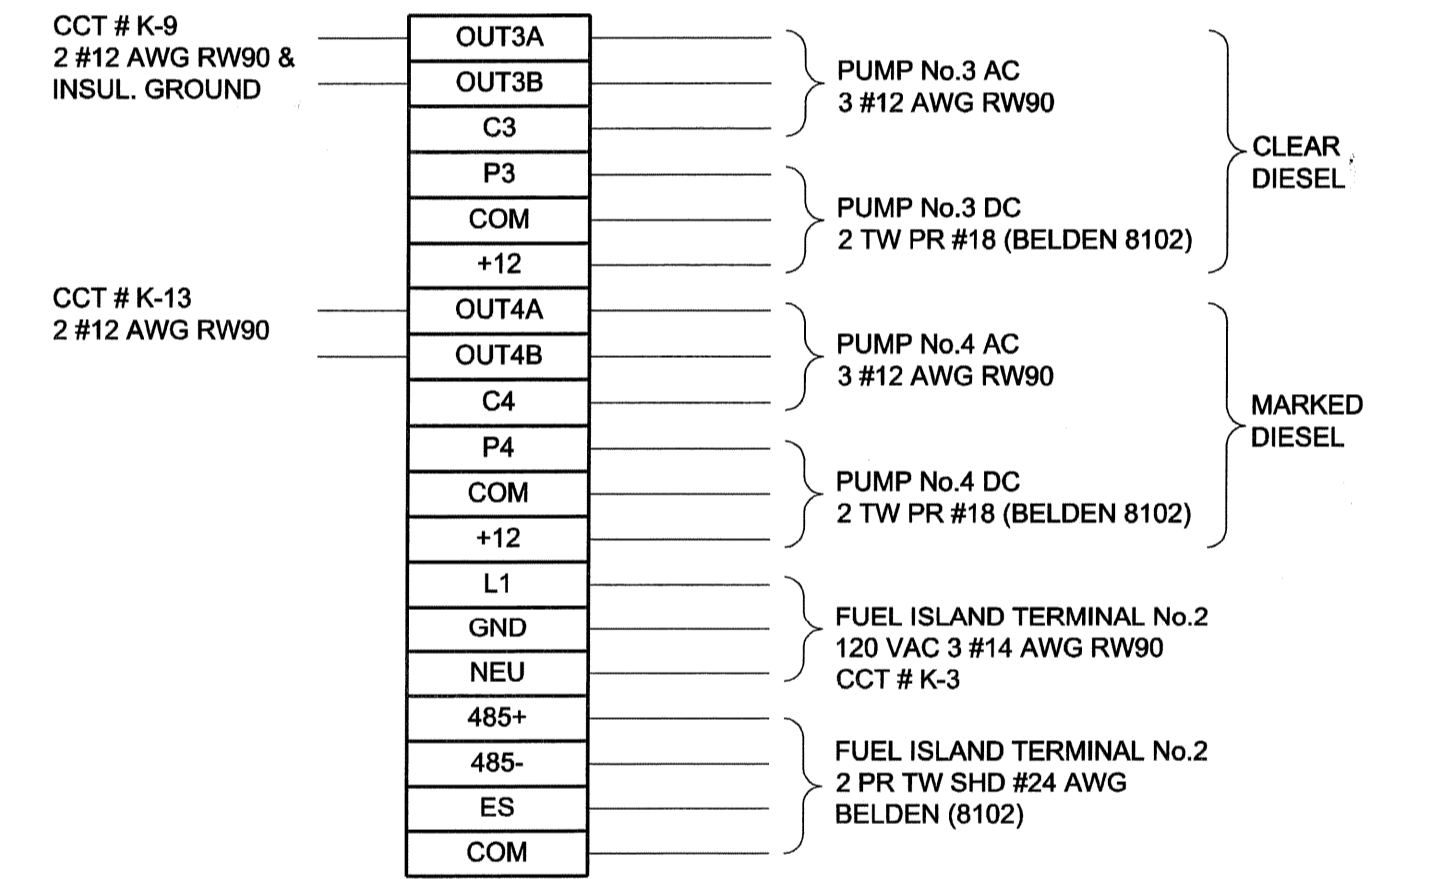 CCT # K-9
2 #12 AWG RW90 &
INSUL. GROUND
CCT # K-13
2 #12 AWG RW90
OUT3A
OUT3B
C3
P3
COM
+12
OUT4A
OUT4B
C4
P4
COM
+12
L1
GND
NEU
485+
485-
ES
COM
PUMP No.3 AC
3 #12 AWG RW90
PUMP No.3 DC
2 TW PR #18 (BELDEN 8102)
CLEAR
DIESEL
PUMP No.4 AC
3 #12 AWG RW90
PUMP No.4 DC
2 TW PR #18 (BELDEN 8102)
MARKED
DIESEL
FUEL ISLAND TERMINAL No.2
120 VAC 3 #14 AWG RW90
CCT # K-3
FUEL ISLAND TERMINAL No.2
2 PR TW SHD #24 AWG
BELDEN (8102)